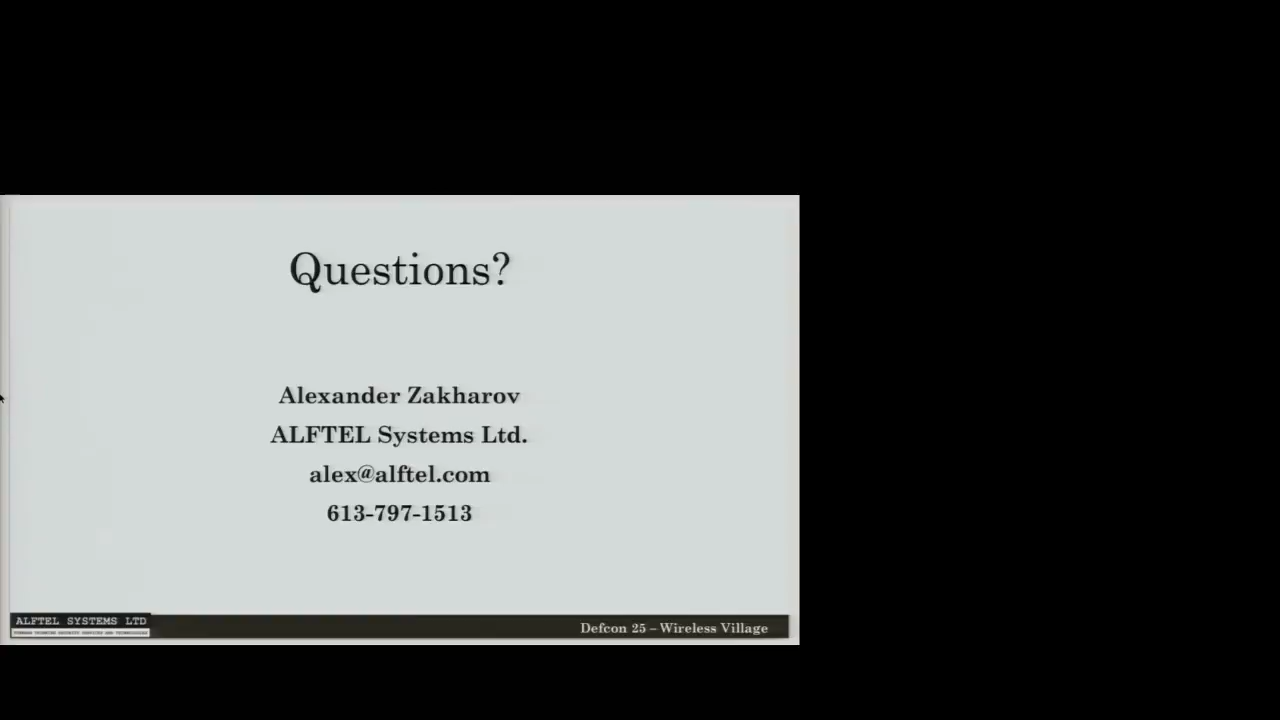 Questions?
Alexander Zakharov
ALFTEL Systems Ltd.
alex@alftel.com
613-797-1513
ALFTEL SYSTEMS LTD
Defcon 25 – Wireless Village